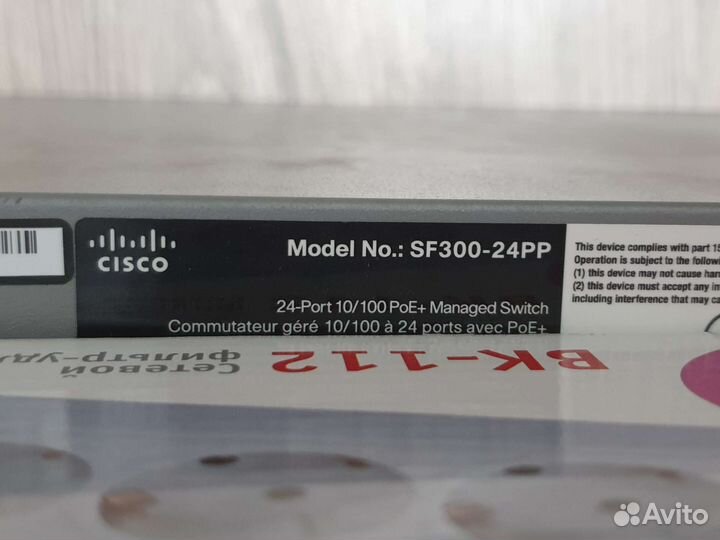 CISCO
Model No.: SF300-24PP
24-Port 10/100 PoE+ Managed Switch
Commutateur géré 10/100 à 24 ports avec PoE+
This device complies with part 15
Operation is subject to the followi
(1) this device may not cause harm
(2) this device must accept any in
including interference that may ca
ВК-112
Сетевой
фильтр-удл
Avito